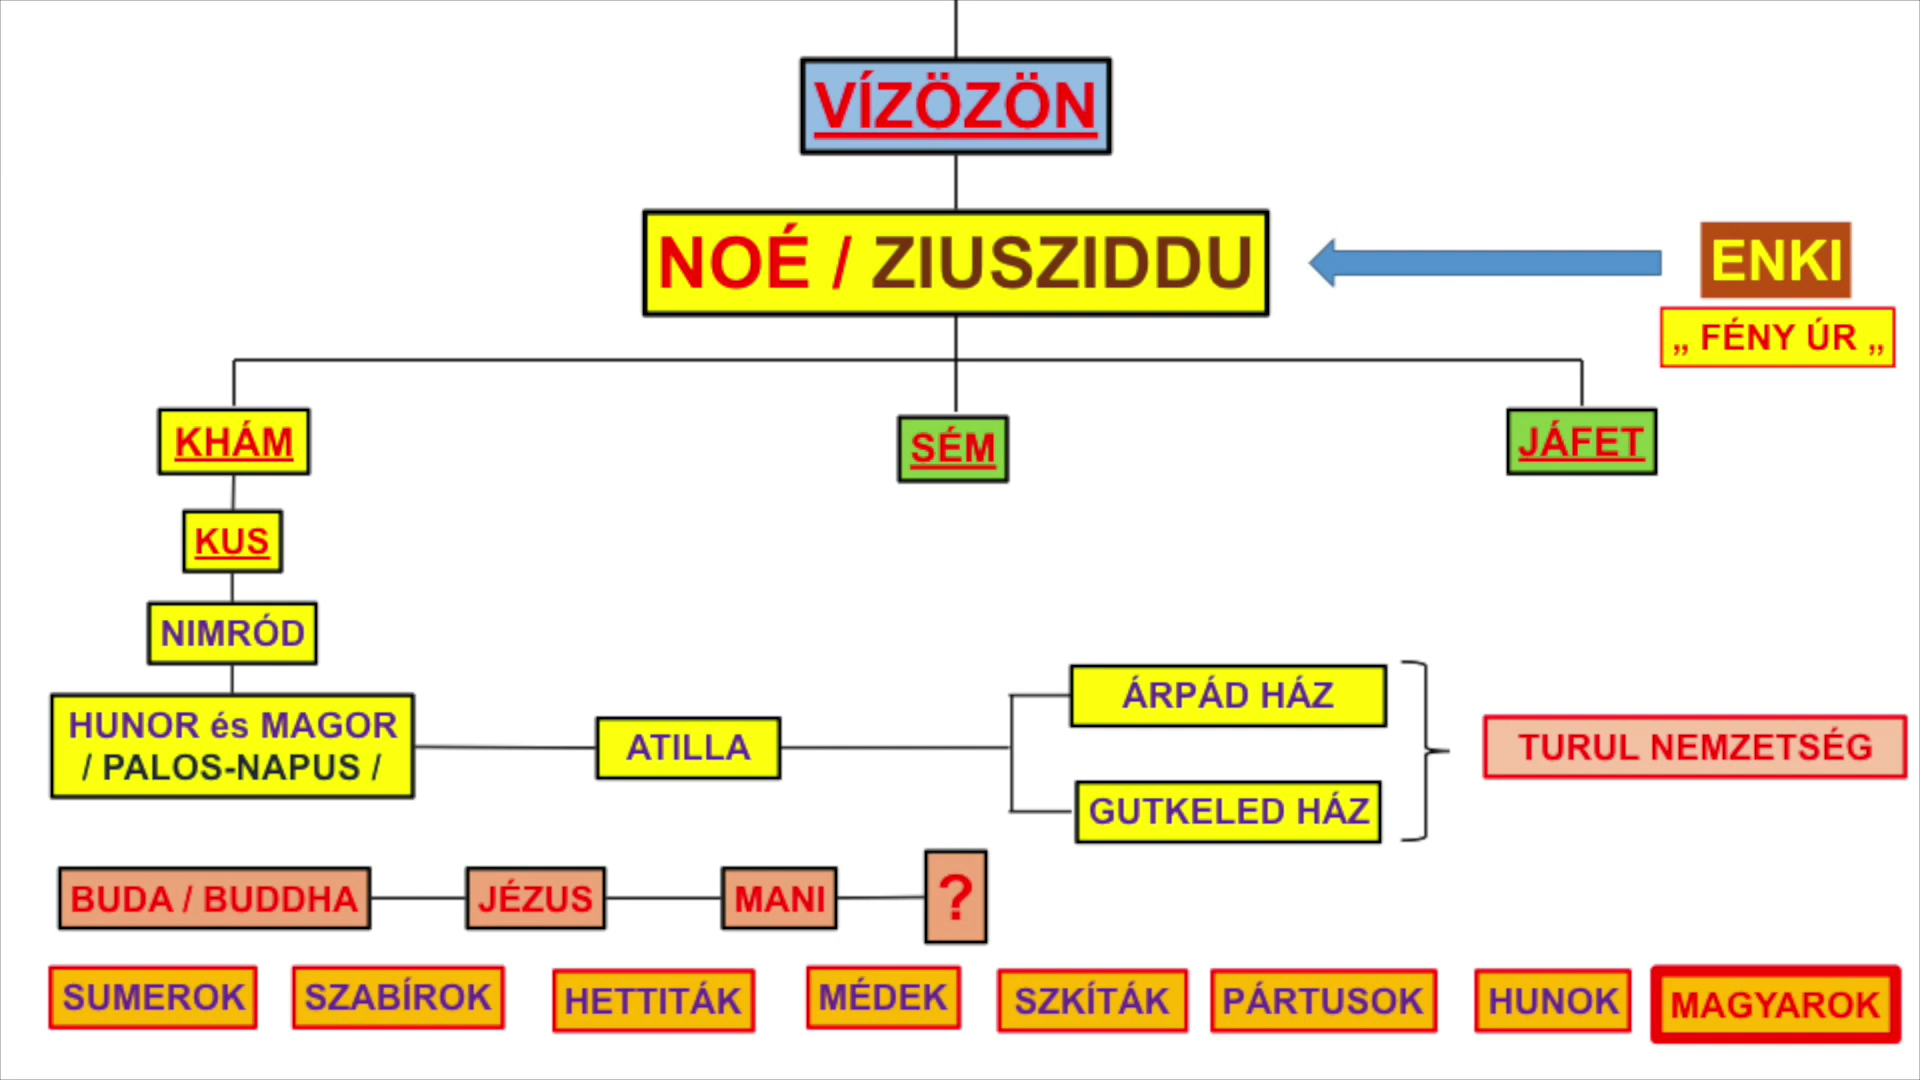 VÍZÖZÖN
NOÉ / ZIUSZIDDU
ENKI
„ FÉNY ÚR „
KHÁM
SÉM
JÁFET
KUS
NIMRÓD
HUNOR és MAGOR
/ PALOS-NAPUS /
ATILLA
ÁRPÁD HÁZ
GUTKELED HÁZ
TURUL NEMZETSÉG
BUDA / BUDDHA
JÉZUS
MANI
?
SUMEROK
SZABÍROK
HETTITÁK
MÉDEK
SZKÍTÁK
PÁRTUSOK
HUNOK
MAGYAROK